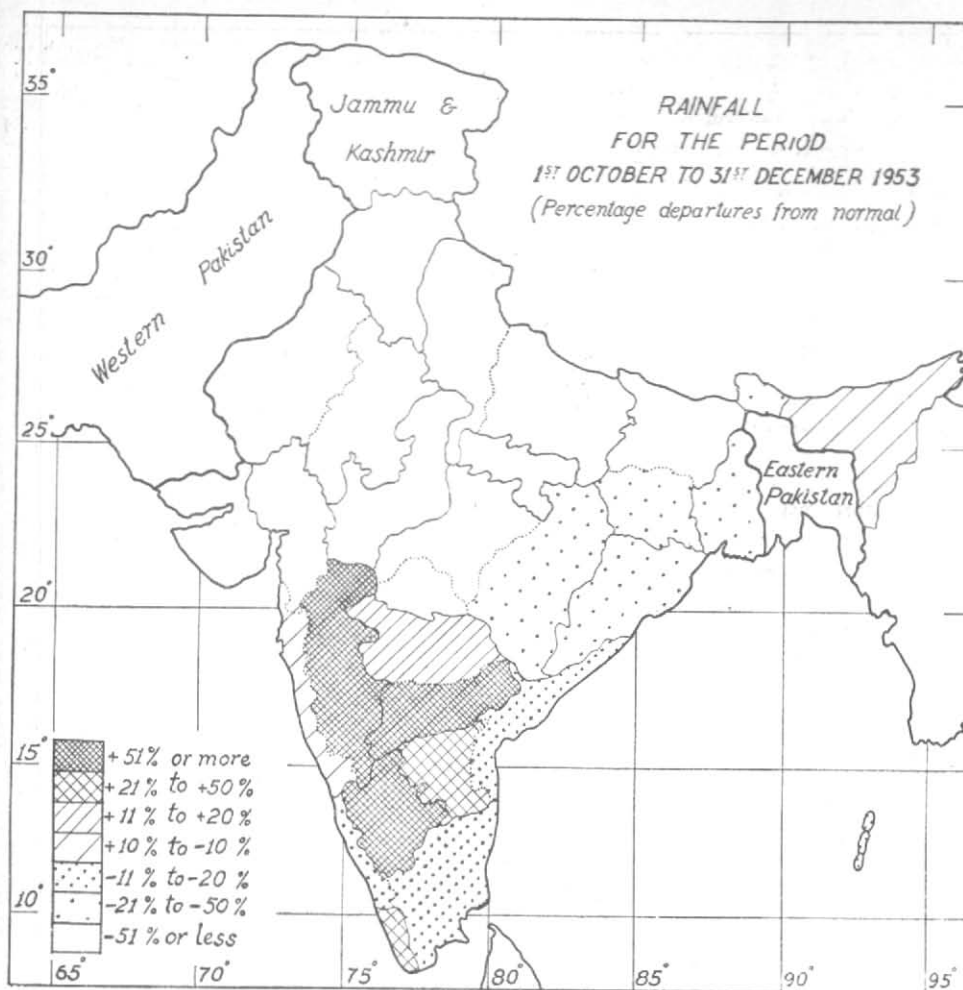 35°
Jammu &
Kashmir
RAINFALL
FOR THE PERIOD
1ST OCTOBER TO 31ST DECEMBER 1953
(Percentage departures from normal)
30°
Western Pakistan
25°
Eastern
Pakistan
20°
15°
+51% or more
+21% to +50%
+11% to +20%
+10% to -10%
-11% to -20%
-21% to -50%
-51% or less
10°
65° 70° 75° 80° 85° 90° 95°